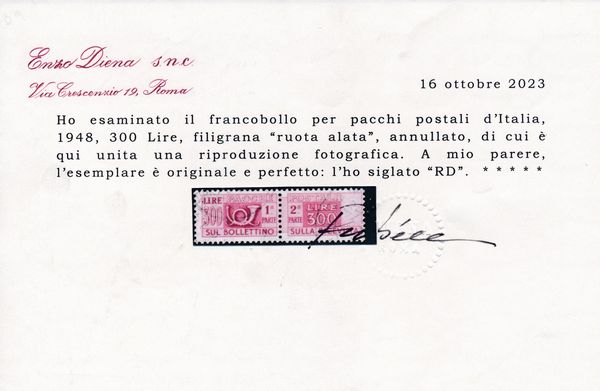 Enzo Diena s.n.c.
Via Crescenzio 19, Roma
16 ottobre 2023
Ho esaminato il francobollo per pacchi postali d'Italia,
1948, 300 Lire, filigrana "ruota alata", annullato, di cui è
qui unita una riproduzione fotografica. A mio parere,
l'esemplare è originale e perfetto: l'ho siglato "RD". * * * * *
LIRE PACCHI POSTALI
300 1ª PARTE 2ª PARTE LIRE 300
SUL BOLLETTINO SULLA